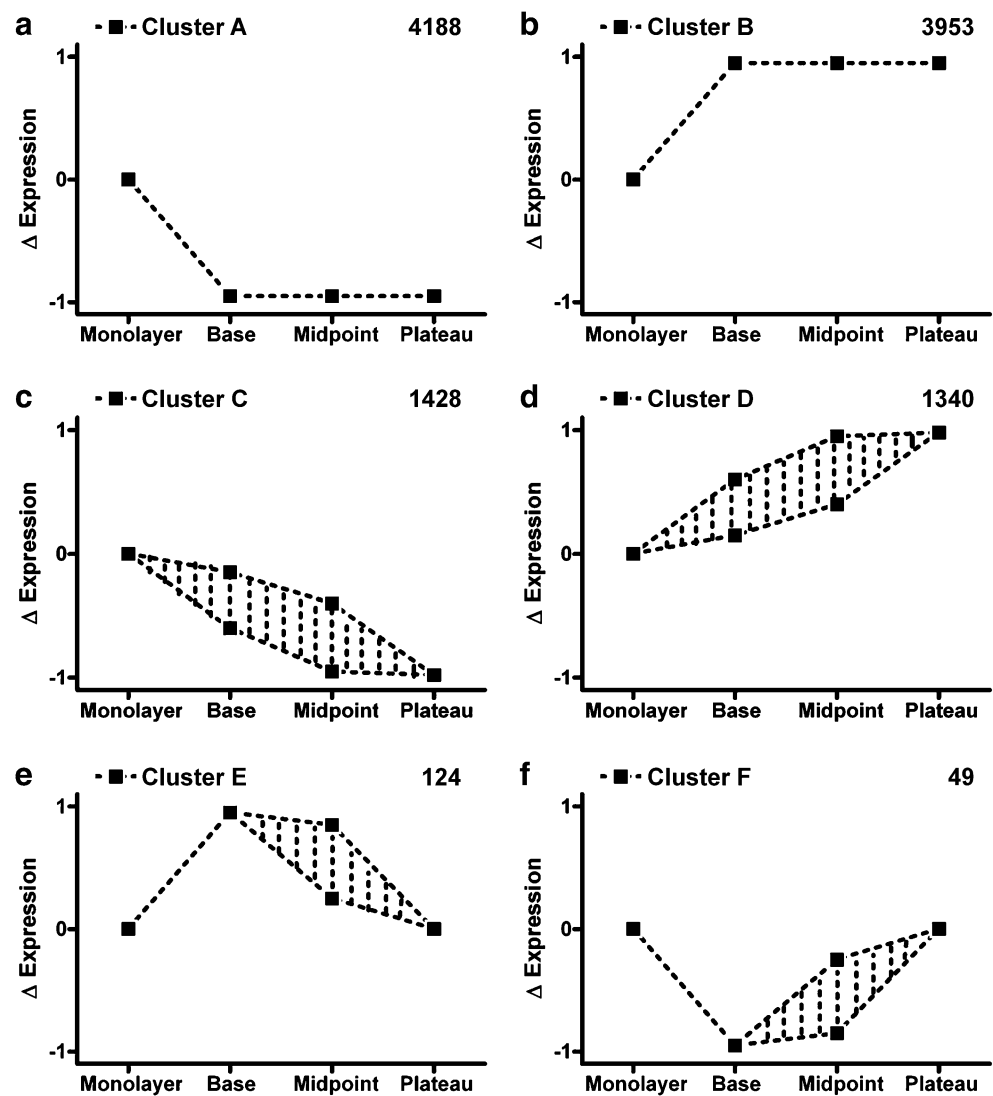 a Cluster A 4188
1
0
-1
Δ Expression
Monolayer Base Midpoint Plateau
b Cluster B 3953
1
0
-1
Δ Expression
Monolayer Base Midpoint Plateau
c Cluster C 1428
1
0
-1
Δ Expression
Monolayer Base Midpoint Plateau
d Cluster D 1340
1
0
-1
Δ Expression
Monolayer Base Midpoint Plateau
e Cluster E 124
1
0
-1
Δ Expression
Monolayer Base Midpoint Plateau
f Cluster F 49
1
0
-1
Δ Expression
Monolayer Base Midpoint Plateau